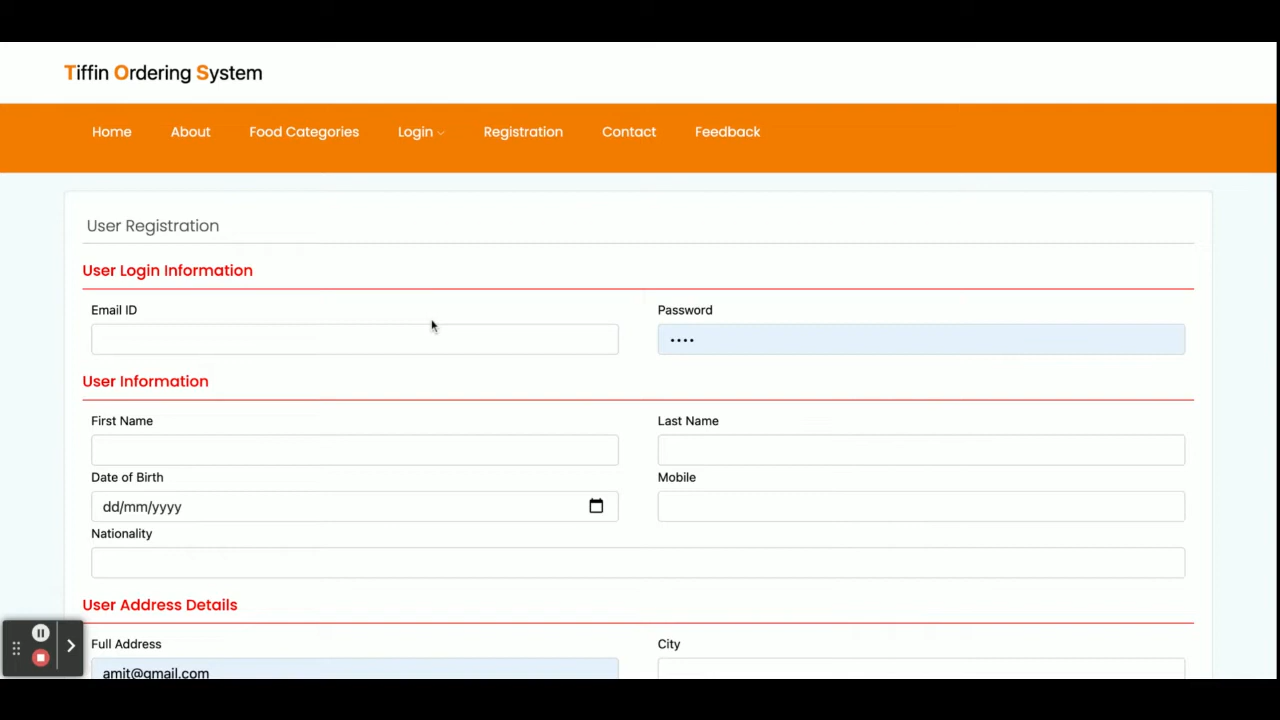 Tiffin Ordering System
Home About Food Categories Login Registration Contact Feedback
User Registration
User Login Information
Email ID Password
••••
User Information
First Name Last Name
Date of Birth Mobile
dd/mm/yyyy
Nationality
User Address Details
Full Address City
amit@gmail.com